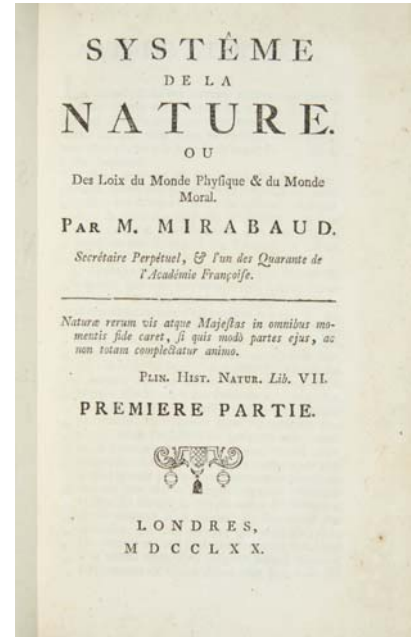 SYSTÊME
DE LA
NATURE.
OU
Des Loix du Monde Phyſique & du Monde
Moral.
PAR M. MIRABAUD.
Secrétaire Perpétuel, & l'un des Quarante de
l'Académie Françoiſe.
Naturæ rerum vis atque Majeſtas in omnibus mo-
mentis fide caret, ſi quis modò partes ejus, ac
non totam complectatur animo.
PLIN. HIST. NATUR. Lib. VII.
PREMIERE PARTIE.
LONDRES,
MDCCLXX.